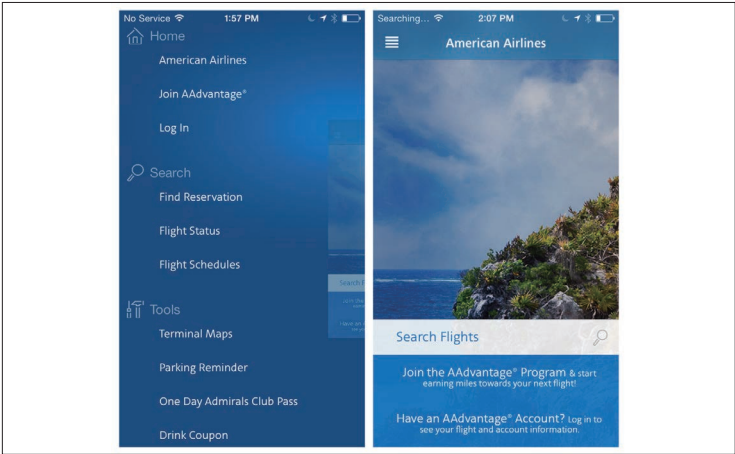 No Service 1:57 PM
Home
American Airlines
Join AAdvantage®
Log In
Search
Find Reservation
Flight Status
Flight Schedules
Tools
Terminal Maps
Parking Reminder
One Day Admirals Club Pass
Drink Coupon
Search F
Searching... 2:07 PM
American Airlines
Search Flights
Join the AAdvantage® Program & start
earning miles towards your next flight!
Have an AAdvantage® Account? Log in to
see your flight and account information.